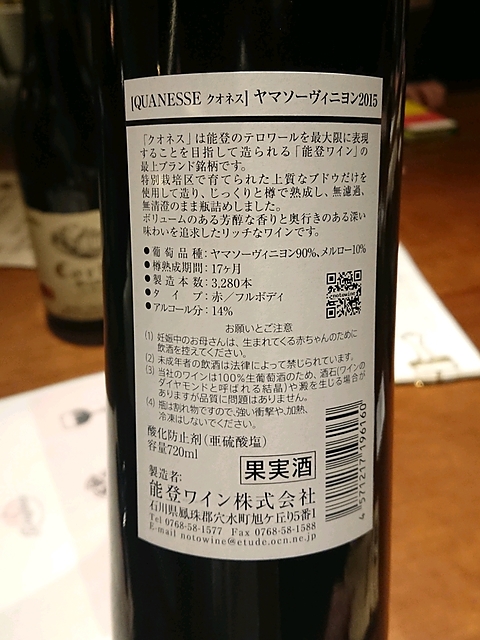 [QUANESSE クオネス] ヤマソーヴィニヨン2015
「クオネス」は能登のテロワールを最大限に表現
することを目指して造られる「能登ワイン」の
最上ブランド銘柄です。
特別栽培区で育てられた上質なブドウだけを
使用して造り、じっくりと樽で熟成し、無濾過、
無清澄のまま瓶詰めしました。
ボリュームのある芳醇な香りと奥行きのある深い
味わいを追求したリッチなワインです。
●葡萄品種:ヤマソーヴィニヨン90%、メルロー10%
●樽熟成期間:17ヶ月
●製造本数:3,280本
●タイプ:赤/フルボディ
●アルコール分:14%
お願いとご注意
(1) 妊娠中のお母さんは、生まれてくる赤ちゃんのために
飲酒を控えてください。
(2) 未成年者の飲酒は法律によって禁じられています。
(3) 当社のワインは100%生葡萄酒のため、酒石(ワインの
ダイヤモンドと呼ばれる結晶)や澱を生じる場合が
ありますが品質に問題はありません。
(4) 瓶は割れ物ですので、強い衝撃や、加熱、
冷凍はしないでください。
酸化防止剤(亜硫酸塩)
容量720ml
果実酒
製造者:
能登ワイン株式会社
石川県鳳珠郡穴水町旭ケ丘り5番1
Tel 0768-58-1577 Fax 0768-58-1588
E-mail notowine@etude.ocn.ne.jp
4 571217 196160